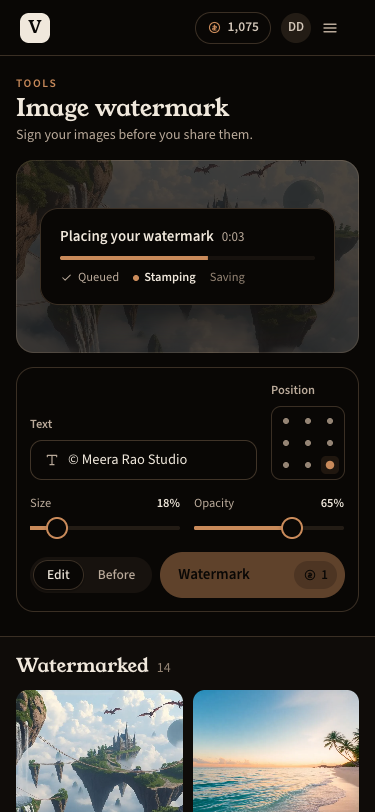 V
1,075
DD
TOOLS
Image watermark
Sign your images before you share them.
Placing your watermark 0:03
Queued Stamping Saving
Position
Text
© Meera Rao Studio
Size 18% Opacity 65%
Edit Before Watermark 1
Watermarked 14